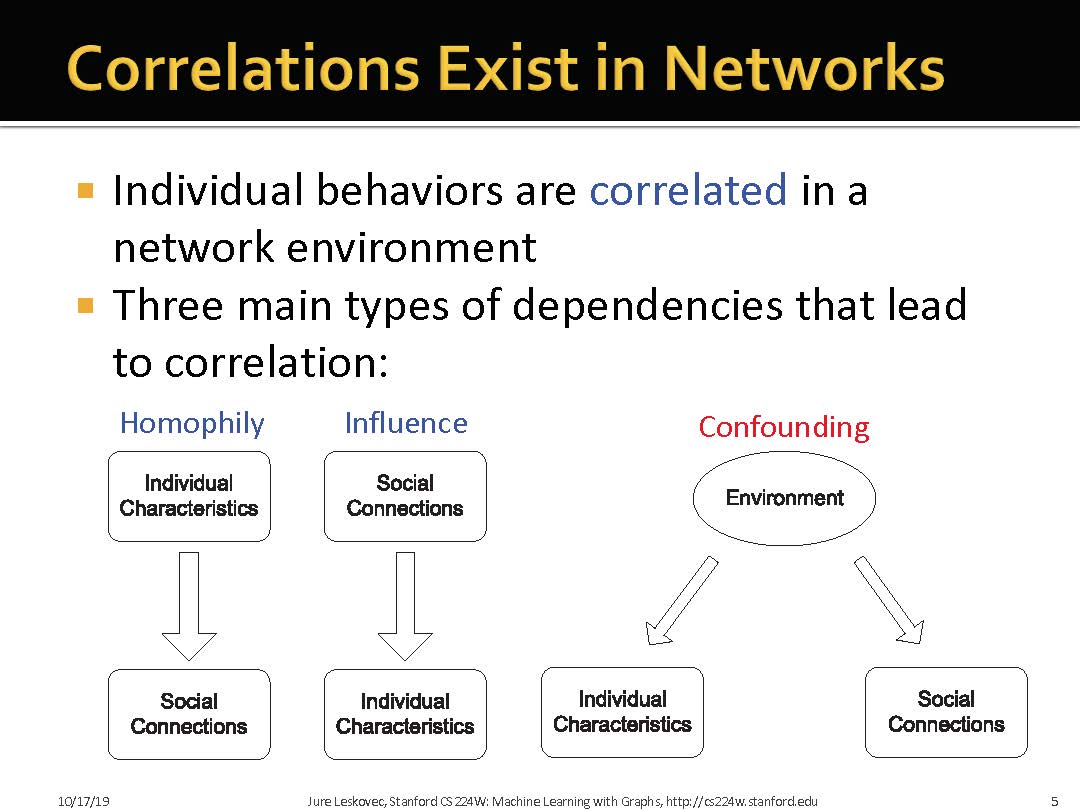 Correlations Exist in Networks
Individual behaviors are correlated in a
network environment
Three main types of dependencies that lead
to correlation:
Homophily
Individual
Characteristics
Social
Connections
Influence
Social
Connections
Individual
Characteristics
Confounding
Environment
Individual
Characteristics
Social
Connections
10/17/19
Jure Leskovec, Stanford CS224W: Machine Learning with Graphs, http://cs224w.stanford.edu
5